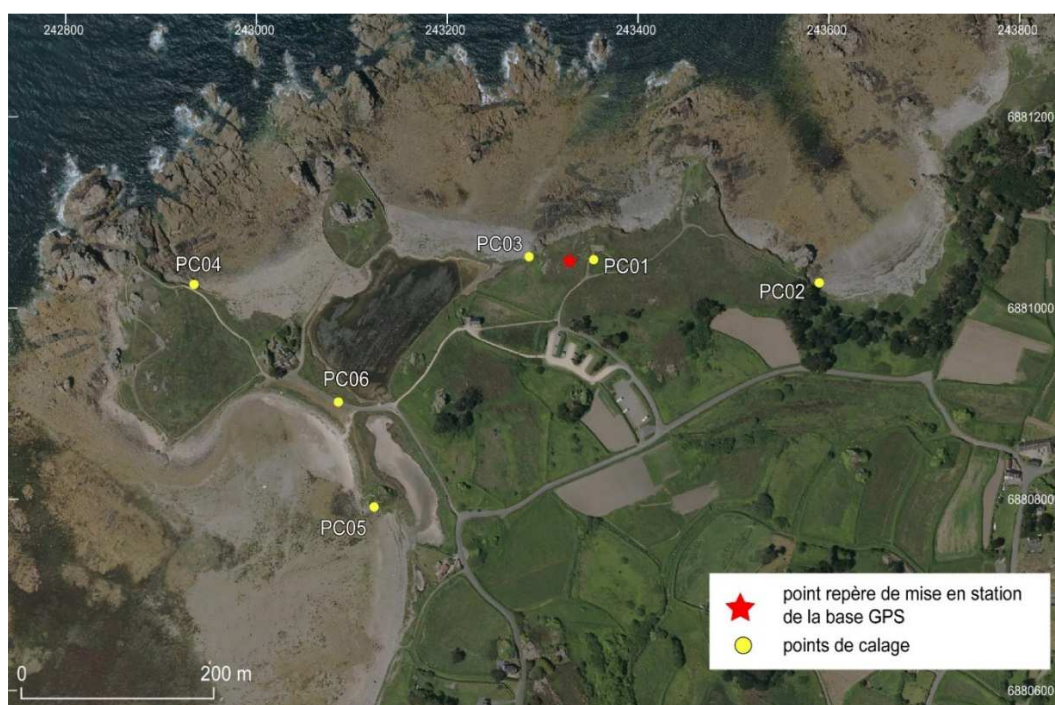 242800 243000 243200 243400 243600 243800
6881200
PC03
PC04
PC01
PC02
6881000
PC06
6880800
PC05
point repère de mise en station
de la base GPS
points de calage
0 200 m
6880600